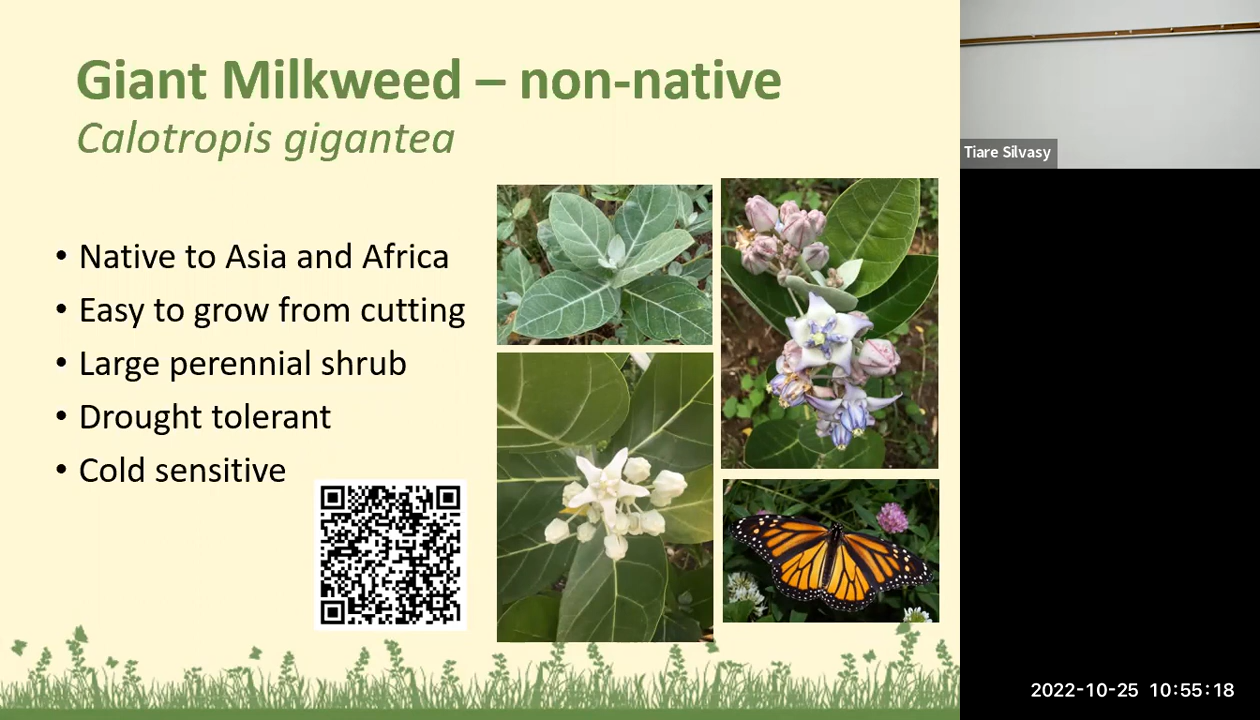 Giant Milkweed – non-native
Calotropis gigantea
• Native to Asia and Africa
• Easy to grow from cutting
• Large perennial shrub
• Drought tolerant
• Cold sensitive
Tiare Silvasy
2022-10-25 10:55:18